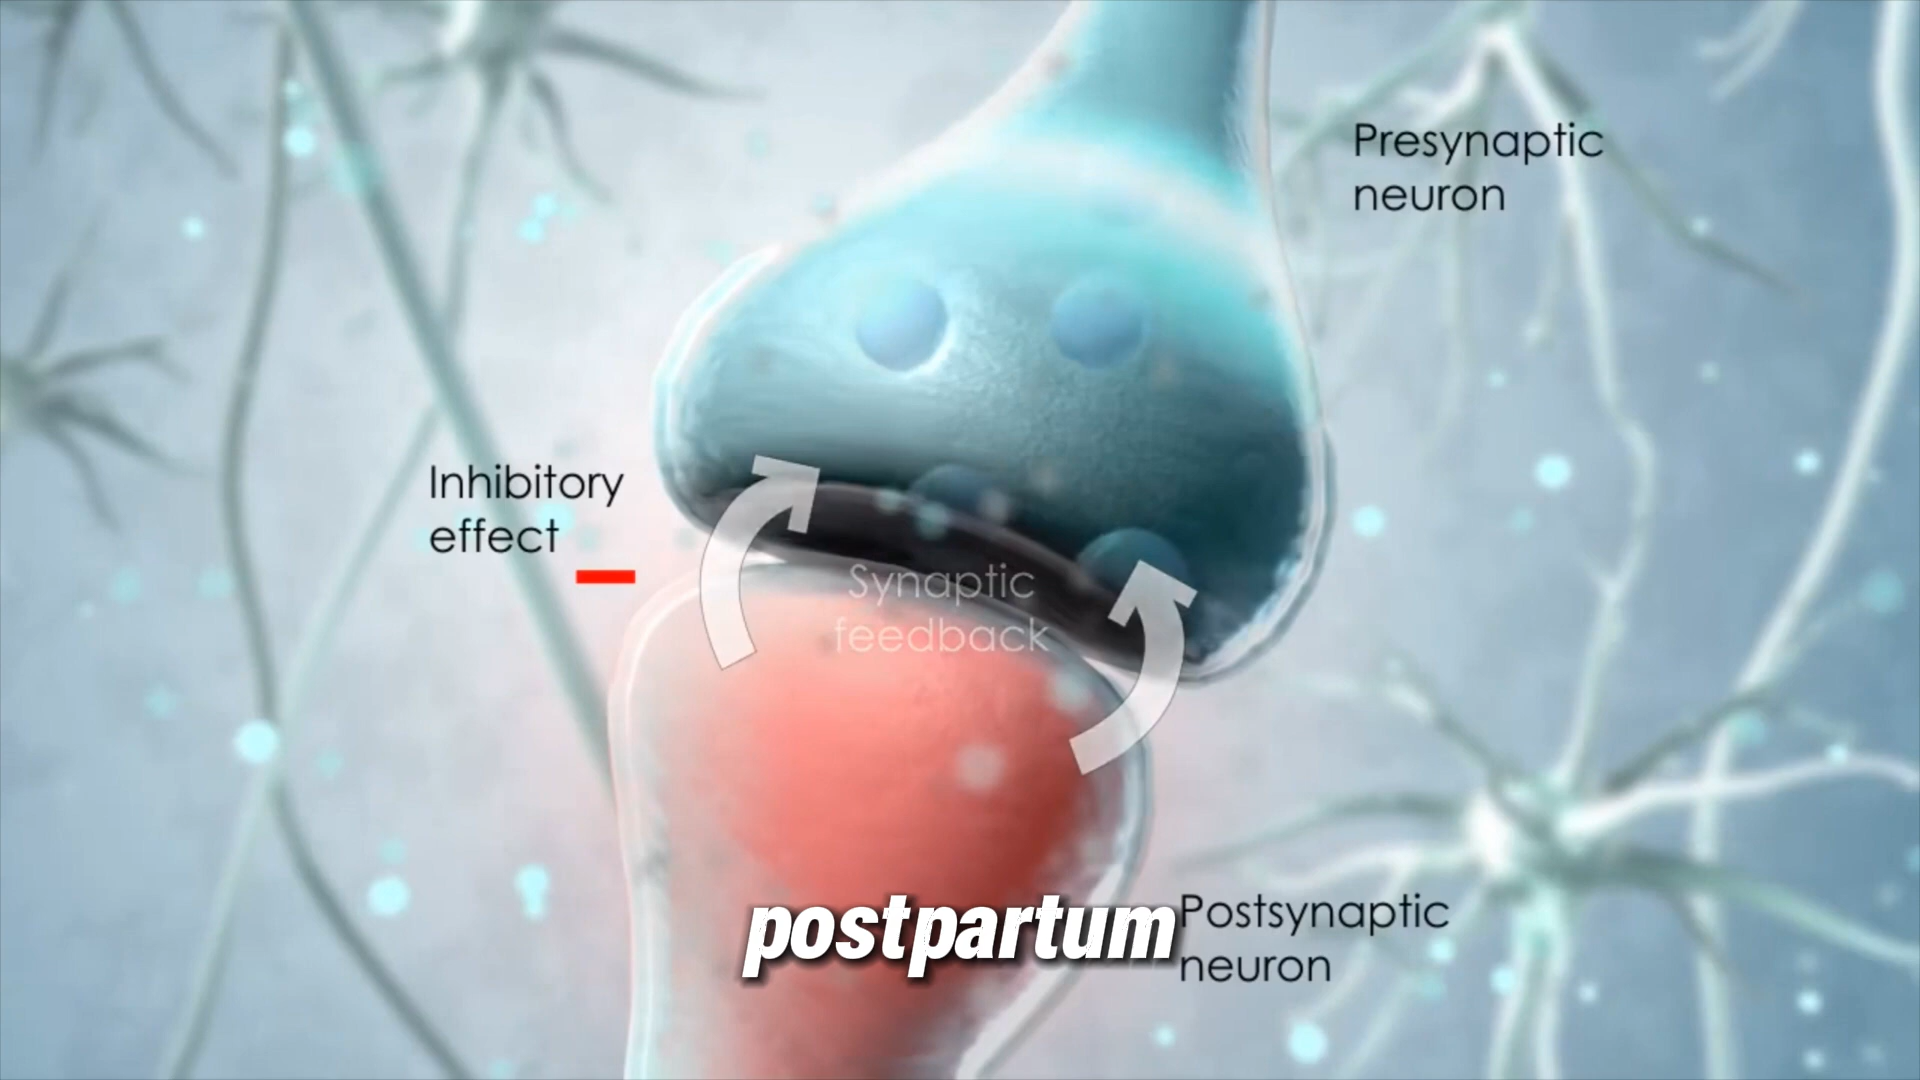 Presynaptic
neuron
Inhibitory
effect
Synaptic
feedback
postpartum
Postsynaptic
neuron